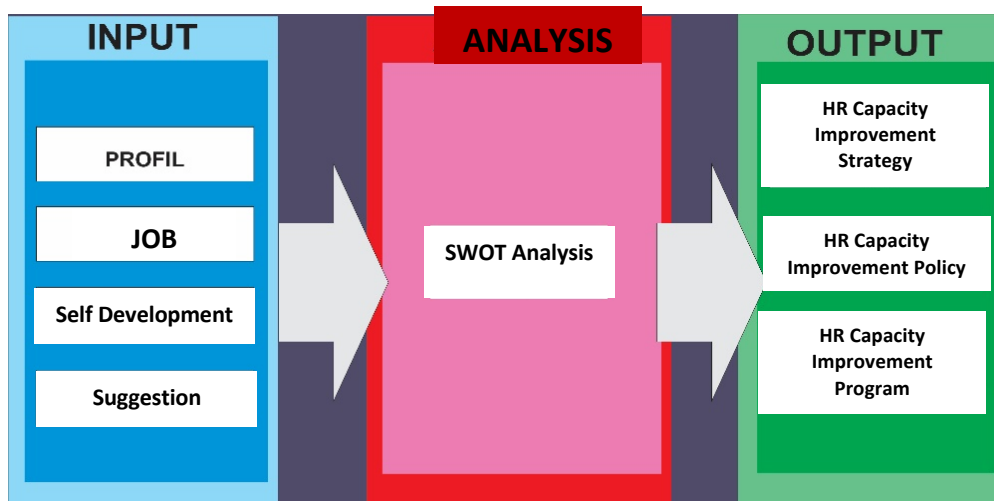 INPUT
PROFIL
JOB
Self Development
Suggestion
ANALYSIS
SWOT Analysis
OUTPUT
HR Capacity
Improvement
Strategy
HR Capacity
Improvement Policy
HR Capacity
Improvement
Program